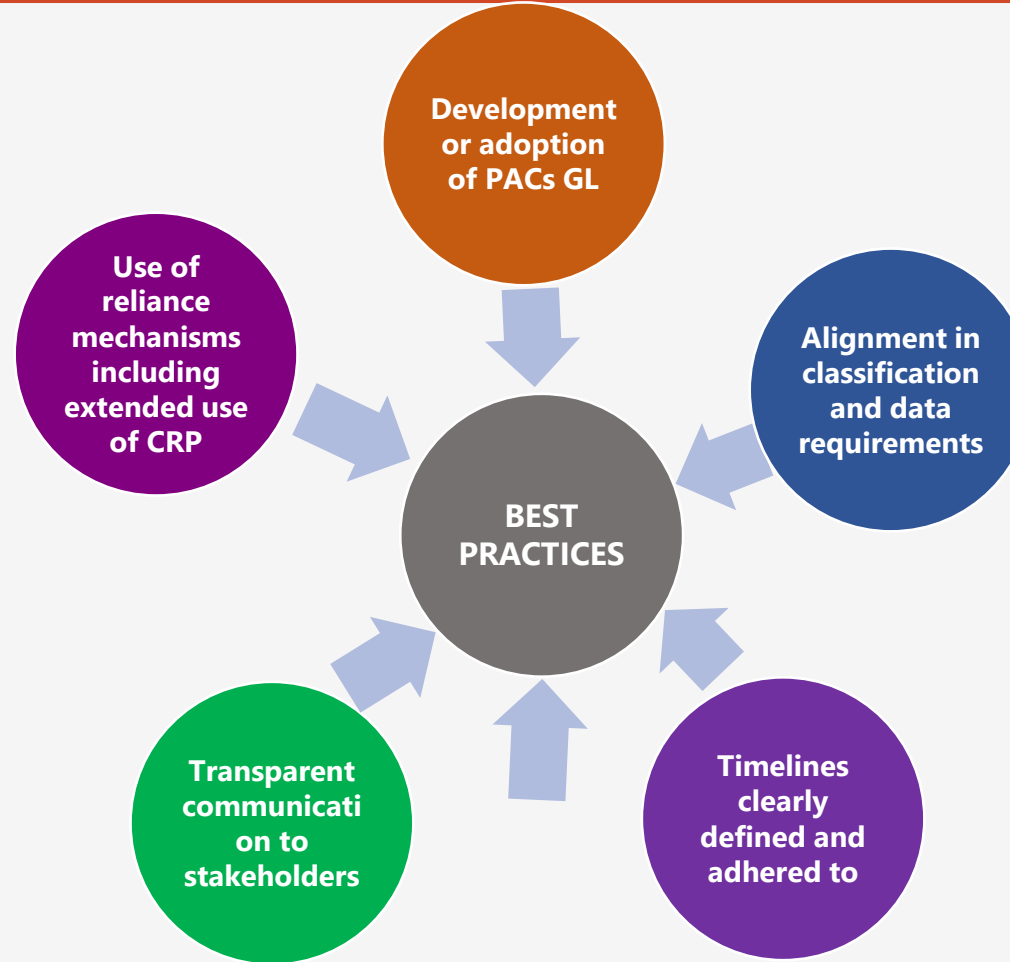 Development
or adoption
of PACs GL
Use of
reliance
mechanisms
including
extended use
of CRP
Alignment in
classification
and data
requirements
BEST
PRACTICES
Transparent
communicati
on to
stakeholders
Timelines
clearly
defined and
adhered to